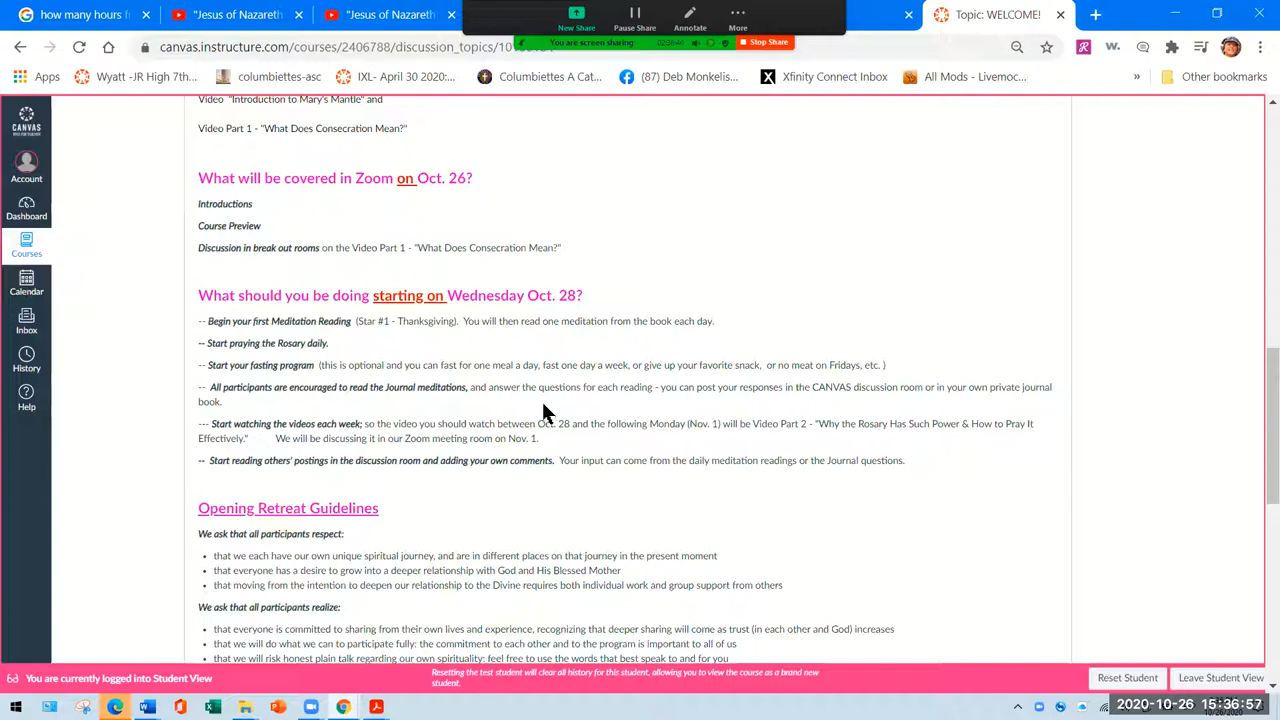 how many hours f
"Jesus of Nazareth
"Jesus of Nazareth
New Share
Pause Share
Annotate
More
Topic: WELCOME!
You are screen sharing
Stop Share
canvas.instructure.com/courses/2406788/discussion_topics/101
Apps
Wyatt -JR High 7th...
columbiettes-asc
IXL- April 30 2020:...
Columbiettes A Cat...
(87) Deb Monkelis...
Xfinity Connect Inbox
All Mods - Livemoc...
»
Other bookmarks
Video "Introduction to Mary's Mantle" and
Video Part 1 - "What Does Consecration Mean?"
What will be covered in Zoom on Oct. 26?
Introductions
Course Preview
Discussion in break out rooms on the Video Part 1 - "What Does Consecration Mean?"
What should you be doing starting on Wednesday Oct. 28?
-- Begin your first Meditation Reading (Star #1 - Thanksgiving). You will then read one meditation from the book each day.
-- Start praying the Rosary daily.
-- Start your fasting program (this is optional and you can fast for one meal a day, fast one day a week, or give up your favorite snack, or no meat on Fridays, etc. )
-- All participants are encouraged to read the Journal meditations, and answer the questions for each reading - you can post your responses in the CANVAS discussion room or in your own private journal
book.
--- Start watching the videos each week; so the video you should watch between Oct. 28 and the following Monday (Nov. 1) will be Video Part 2 - "Why the Rosary Has Such Power & How to Pray It
Effectively." We will be discussing it in our Zoom meeting room on Nov. 1.
-- Start reading others' postings in the discussion room and adding your own comments. Your input can come from the daily meditation readings or the Journal questions.
Opening Retreat Guidelines
We ask that all participants respect:
• that we each have our own unique spiritual journey, and are in different places on that journey in the present moment
• that everyone has a desire to grow into a deeper relationship with God and His Blessed Mother
• that moving from the intention to deepen our relationship to the Divine requires both individual work and group support from others
We ask that all participants realize:
• that everyone is committed to sharing from their own lives and experience, recognizing that deeper sharing will come as trust (in each other and God) increases
• that we will do what we can to participate fully: the commitment to each other and to the program is important to all of us
• that we will risk honest plain talk regarding our own spirituality: feel free to use the words that best speak to and for you
CANVAS
Account
Dashboard
Courses
Calendar
Inbox
History
Help
You are currently logged into Student View
Resetting the test student will clear all history for this student, allowing you to view the course as a brand new
student.
Reset Student
Leave Student View
2020-10-26 15:36:57